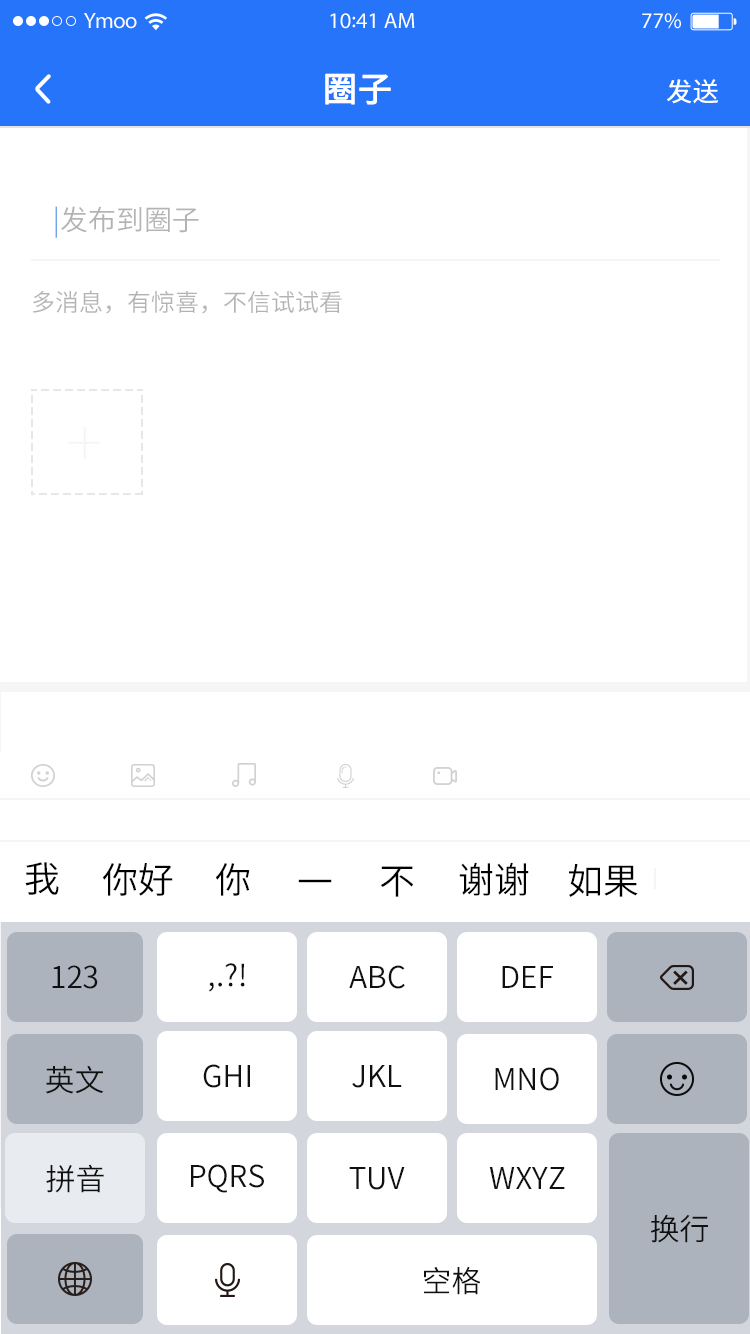 Ymoo 10:41 AM 77%
圈子 发送
发布到圈子
多消息，有惊喜，不信试试看
我 你好 你 一 不 谢谢 如果
123 ,.?! ABC DEF
英文 GHI JKL MNO
拼音 PQRS TUV WXYZ
换行
空格